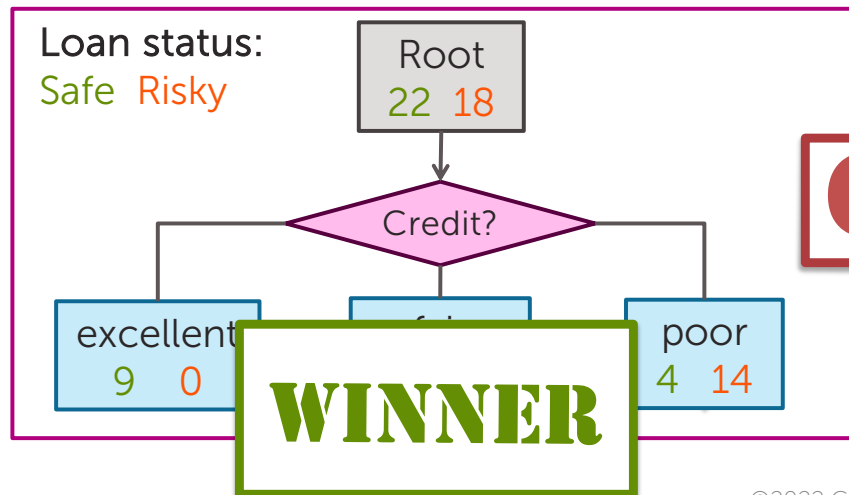 Loan status:
Safe Risky
Root
22 18
Credit?
excellent
9 0
poor
4 14
WINNER